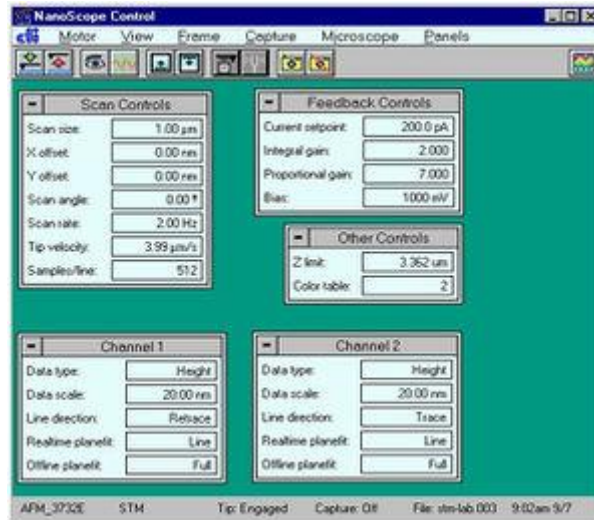 NanoScope Control
Motor View Frame Capture Microscope Panels
Scan Controls
Scan size: 1.00 µm
X offset: 0.00 nm
Y offset: 0.00 nm
Scan angle: 0.00 º
Scan rate: 2.00 Hz
Tip velocity: 3.99 µm/s
Samples/line: 512
Feedback Controls
Current setpoint: 200.0 pA
Integral gain: 2.000
Proportional gain: 7.000
Bias: 1000 mV
Other Controls
Z limit: 3.362 um
Color table: 2
Channel 1
Data type: Height
Data scale: 20.00 nm
Line direction: Retrace
Realtime planefit: Line
Offline planefit: Full
Channel 2
Data type: Height
Data scale: 20.00 nm
Line direction: Trace
Realtime planefit: Line
Offline planefit: Full
AFM_3732E STM Tip: Engaged Capture: Off File: stm-lab.003 9:02am 9/7